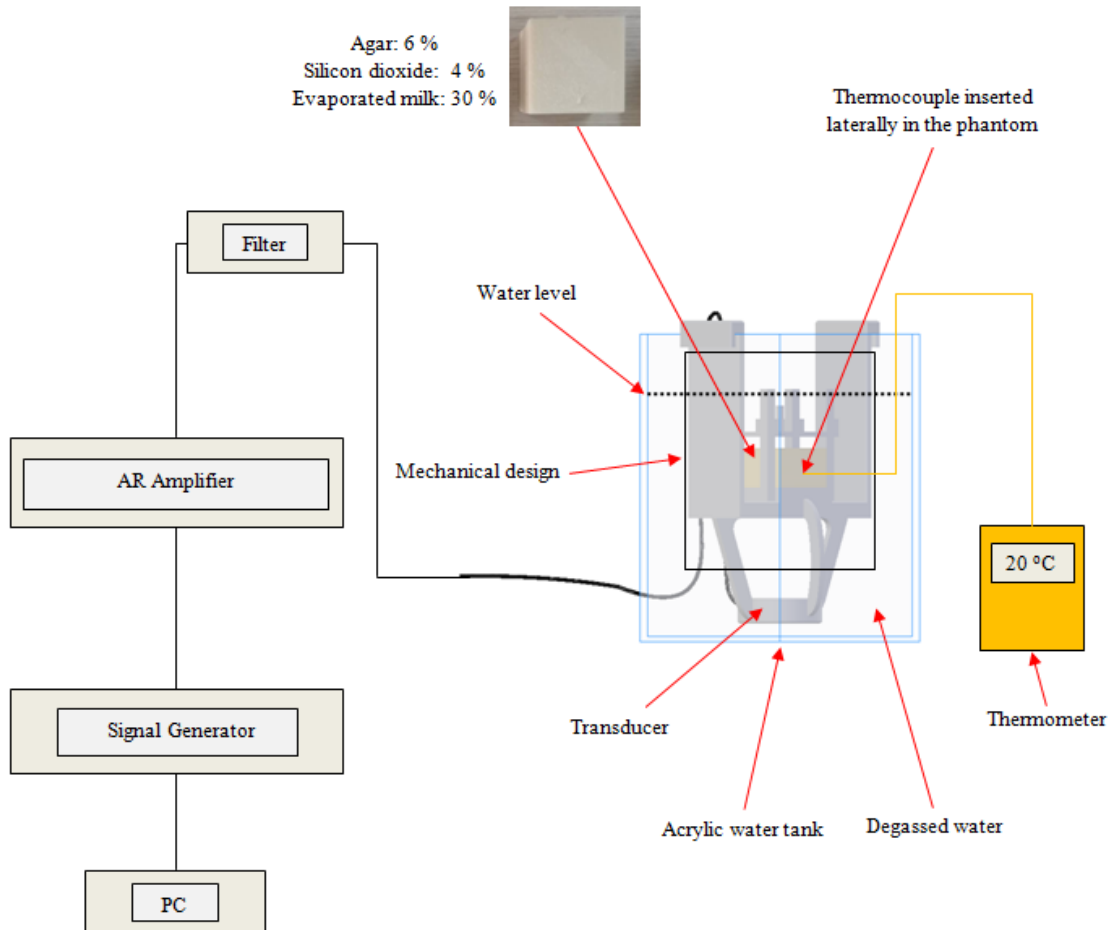 Agar: 6 %
Silicon dioxide: 4 %
Evaporated milk: 30 %
Thermocouple inserted
laterally in the phantom
Filter
Water level
AR Amplifier
Mechanical design
20 ⁰C
Signal Generator
Transducer
Thermometer
Acrylic water tank
Degassed water
PC